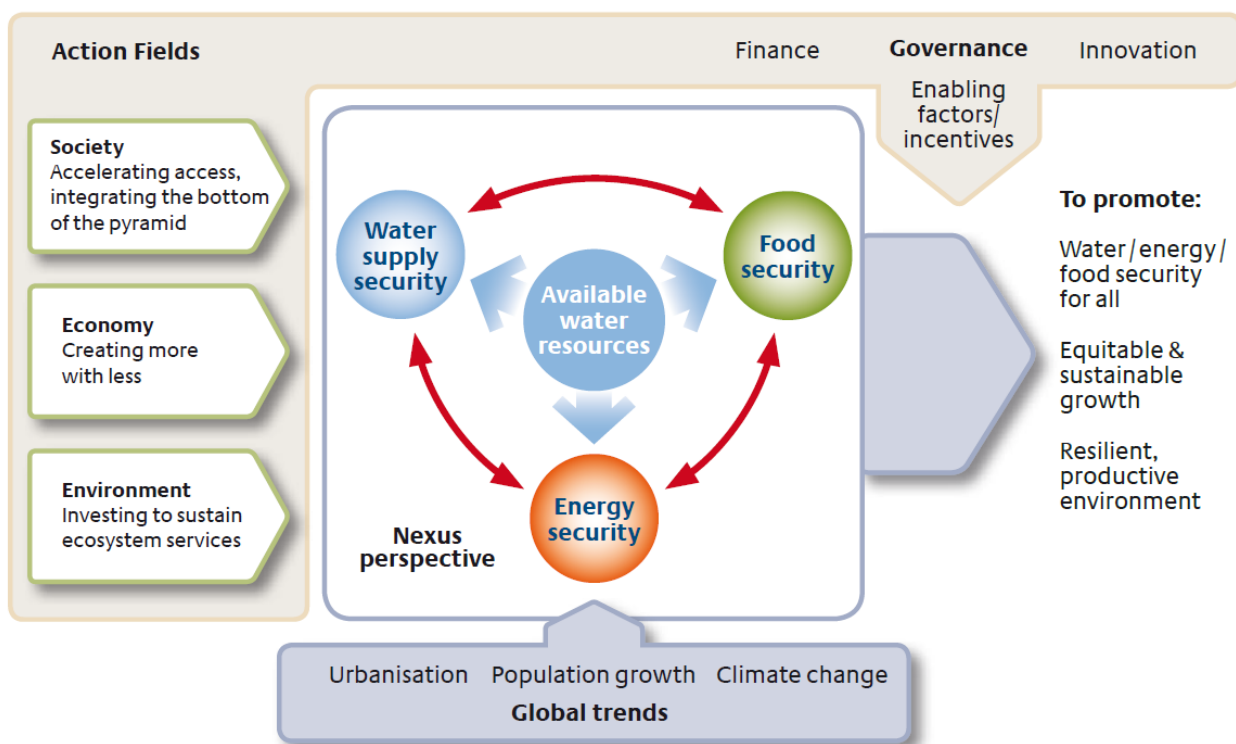 Action Fields
Finance
Governance
Innovation
Enabling
factors/
incentives
Society
Accelerating access,
integrating the bottom
of the pyramid
Economy
Creating more
with less
Environment
Investing to sustain
ecosystem services
Water
supply
security
Food
security
Available
water
resources
Energy
security
Nexus
perspective
To promote:
Water / energy /
food security
for all
Equitable &
sustainable
growth
Resilient,
productive
environment
Urbanisation Population growth Climate change
Global trends